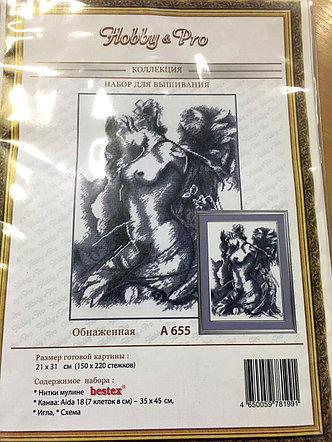 Hobby & Pro
КОЛЛЕКЦИЯ
НАБОР ДЛЯ ВЫШИВАНИЯ
Обнаженная A 655
Размер готовой картины :
21 x 31 см (150 x 220 стежков)
Содержимое набора :
* Нитки мулине bestex®
* Канва: Aida 18 (7 клеток в см) – 35 x 45 см,
* Игла, * Схема
4 650059 781991